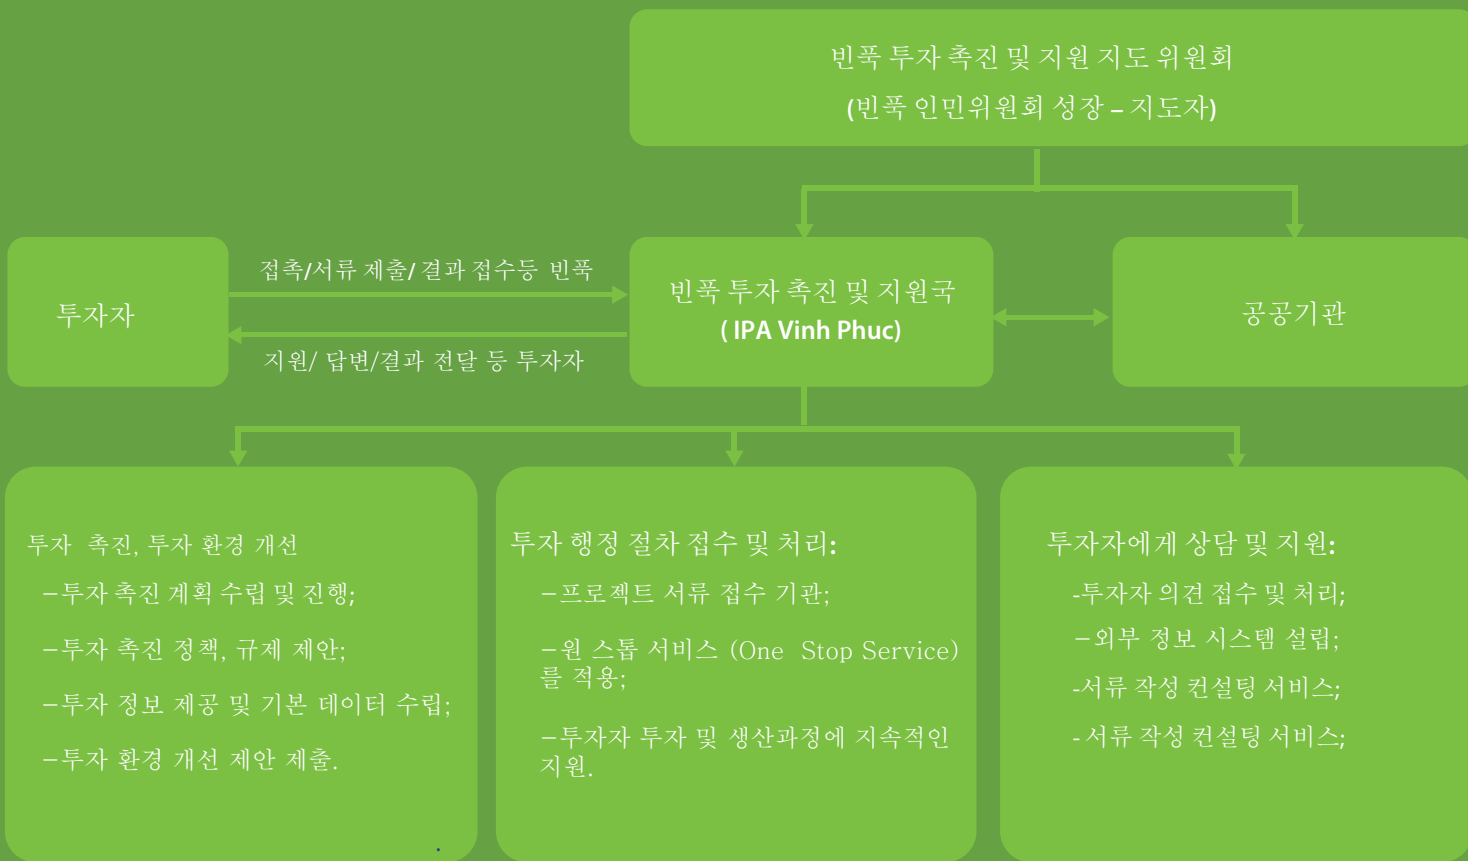 빈푹 투자 촉진 및 지원 지도 위원회
(빈푹 인민위원회 성장 – 지도자)
투자자
접촉/서류 제출/ 결과 접수등 빈푹
지원/ 답변/결과 전달 등 투자자
빈푹 투자 촉진 및 지원국
( IPA Vinh Phuc)
공공기관
투자 촉진, 투자 환경 개선
–투자 촉진 계획 수립 및 진행;
–투자 촉진 정책, 규제 제안;
–투자 정보 제공 및 기본 데이터 수립;
–투자 환경 개선 제안 제출.
투자 행정 절차 접수 및 처리:
–프로젝트 서류 접수 기관;
–원 스톱 서비스 (One Stop Service)
를 적용;
–투자자 투자 및 생산과정에 지속적인
지원.
투자자에게 상담 및 지원:
-투자자 의견 접수 및 처리;
–외부 정보 시스템 설립;
-서류 작성 컨설팅 서비스;
- 서류 작성 컨설팅 서비스;